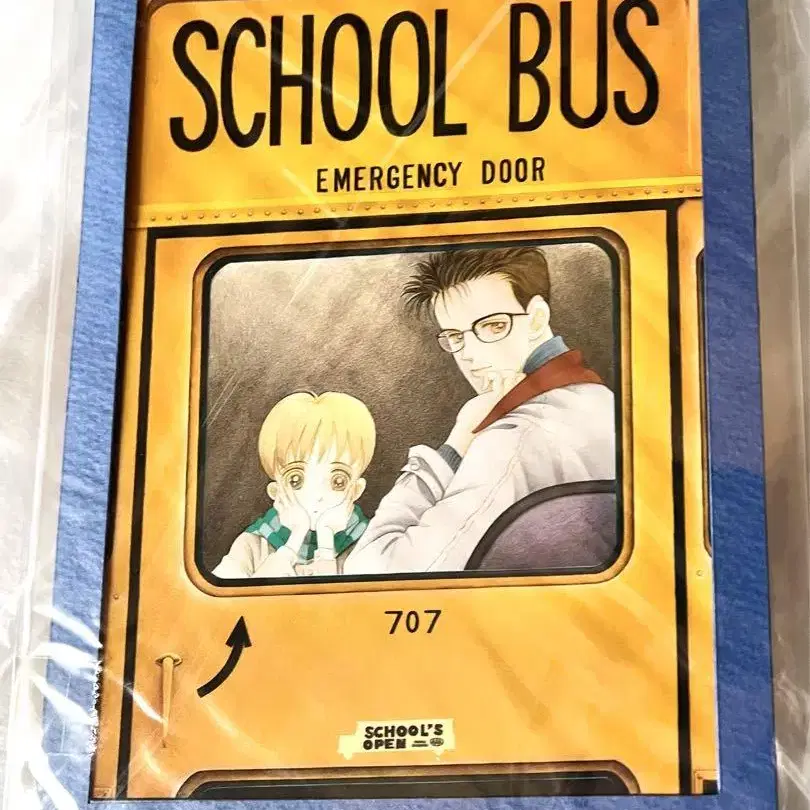 SCHOOL BUS
EMERGENCY DOOR
707
SCHOOL'S
OPEN